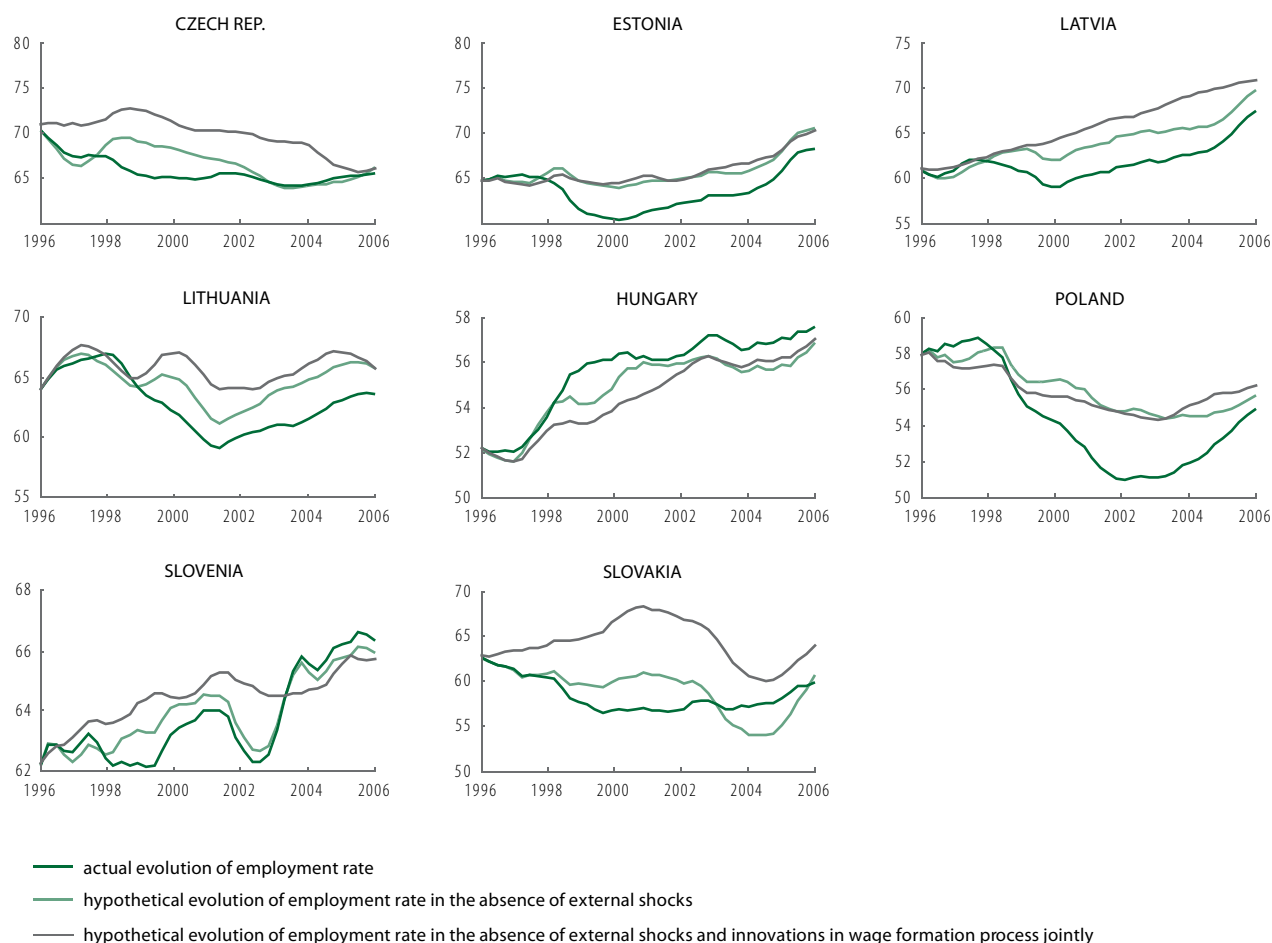 CZECH REP. ESTONIA LATVIA
80 80 75
75 75 70
70 70 65
65 65 60
55
1996 1998 2000 2002 2004 2006 1996 1998 2000 2002 2004 2006 1996 1998 2000 2002 2004 2006
LITHUANIA HUNGARY POLAND
70 58 60
65 56 58
60 54 56
55 52 54
50 52
50
1996 1998 2000 2002 2004 2006 1996 1998 2000 2002 2004 2006 1996 1998 2000 2002 2004 2006
SLOVENIA SLOVAKIA
68 70
66 65
64 60
62 55
50
1996 1998 2000 2002 2004 2006 1996 1998 2000 2002 2004 2006
actual evolution of employment rate
hypothetical evolution of employment rate in the absence of external shocks
hypothetical evolution of employment rate in the absence of external shocks and innovations in wage formation process jointly